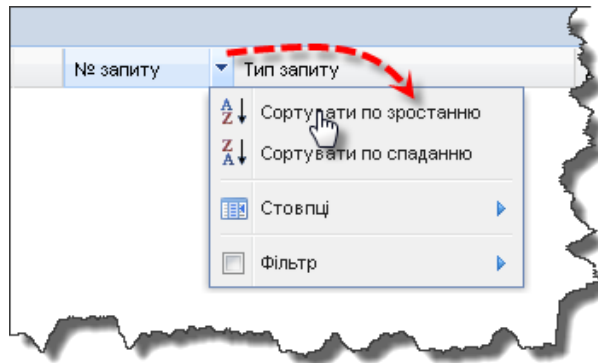 № запиту Тип запиту
Сортувати по зростанню
Сортувати по спаданню
Стовпці
Фільтр